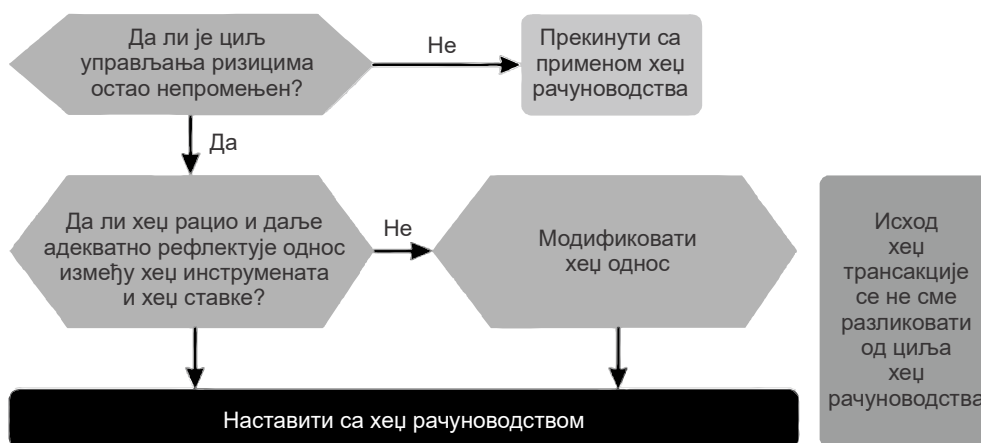 Да ли је циљ
управљања ризицима
остао непромењен?
Не
Прекинути са
применом хеџ
рачуноводства
Да
Да ли хеџ рацио и даље
адекватно рефлектује однос
између хеџ инструмената
и хеџ ставке?
Не
Модификовати
хеџ однос
Исход
хеџ
трансакције
се не сме
разликовати
од циља
хеџ
рачуноводства
Наставити са хеџ рачуноводством